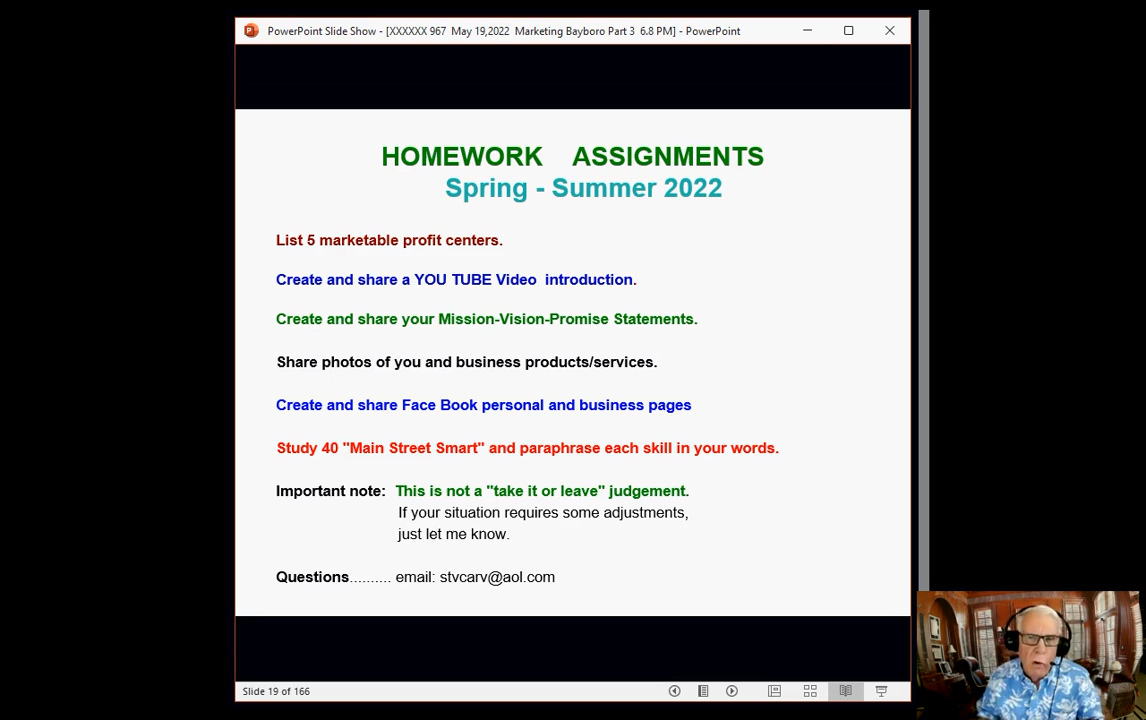 PowerPoint Slide Show - [XXXXXX 967 May 19,2022 Marketing Bayboro Part 3 6.8 PM] - PowerPoint
HOMEWORK ASSIGNMENTS
Spring - Summer 2022
List 5 marketable profit centers.
Create and share a YOU TUBE Video introduction.
Create and share your Mission-Vision-Promise Statements.
Share photos of you and business products/services.
Create and share Face Book personal and business pages
Study 40 "Main Street Smart" and paraphrase each skill in your words.
Important note: This is not a "take it or leave" judgement.
If your situation requires some adjustments,
just let me know.
Questions.......... email: stvcarv@aol.com
Slide 19 of 166